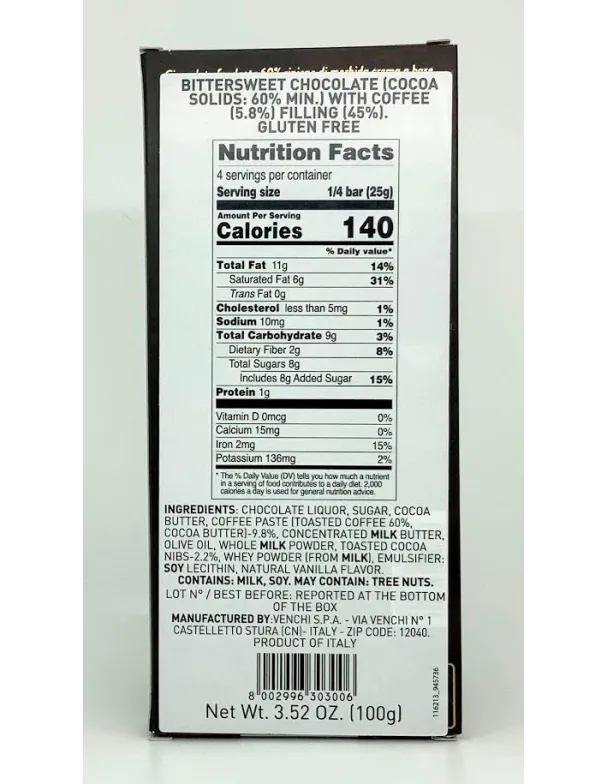 BITTERSWEET CHOCOLATE (COCOA
SOLIDS: 60% MIN.) WITH COFFEE
(5.8%) FILLING (45%).
GLUTEN FREE
Nutrition Facts
4 servings per container
Serving size 1/4 bar (25g)
Amount Per Serving
Calories 140
% Daily value*
Total Fat 11g 14%
Saturated Fat 6g 31%
Trans Fat 0g
Cholesterol less than 5mg 1%
Sodium 10mg 1%
Total Carbohydrate 9g 3%
Dietary Fiber 2g 8%
Total Sugars 8g
Includes 8g Added Sugar 15%
Protein 1g
Vitamin D 0mcg 0%
Calcium 15mg 0%
Iron 2mg 15%
Potassium 136mg 2%
* The % Daily Value (DV) tells you how much a nutrient
in a serving of food contributes to a daily diet. 2,000
calories a day is used for general nutrition advice.
INGREDIENTS: CHOCOLATE LIQUOR, SUGAR, COCOA
BUTTER, COFFEE PASTE (TOASTED COFFEE 60%,
COCOA BUTTER)-9.8%, CONCENTRATED MILK BUTTER,
OLIVE OIL, WHOLE MILK POWDER, TOASTED COCOA
NIBS-2.2%, WHEY POWDER (FROM MILK), EMULSIFIER:
SOY LECITHIN, NATURAL VANILLA FLAVOR.
CONTAINS: MILK, SOY. MAY CONTAIN: TREE NUTS.
LOT N° / BEST BEFORE: REPORTED AT THE BOTTOM
OF THE BOX
MANUFACTURED BY:VENCHI S.P.A. - VIA VENCHI N° 1
CASTELLETTO STURA (CN)- ITALY - ZIP CODE: 12040.
PRODUCT OF ITALY
8 002996 303006
116213_945736
Net Wt. 3.52 OZ. (100g)